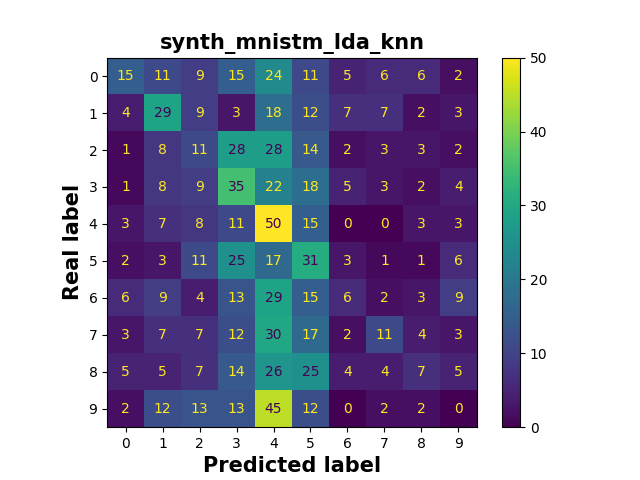 synth_mnistm_lda_knn
Real label
0 15 11 9 15 24 11 5 6 6 2
1 4 29 9 3 18 12 7 7 2 3
2 1 8 11 28 28 14 2 3 3 2
3 1 8 9 35 22 18 5 3 2 4
4 3 7 8 11 50 15 0 0 3 3
5 2 3 11 25 17 31 3 1 1 6
6 6 9 4 13 29 15 6 2 3 9
7 3 7 7 12 30 17 2 11 4 3
8 5 5 7 14 26 25 4 4 7 5
9 2 12 13 13 45 12 0 2 2 0
0 1 2 3 4 5 6 7 8 9
Predicted label
50
40
30
20
10
0